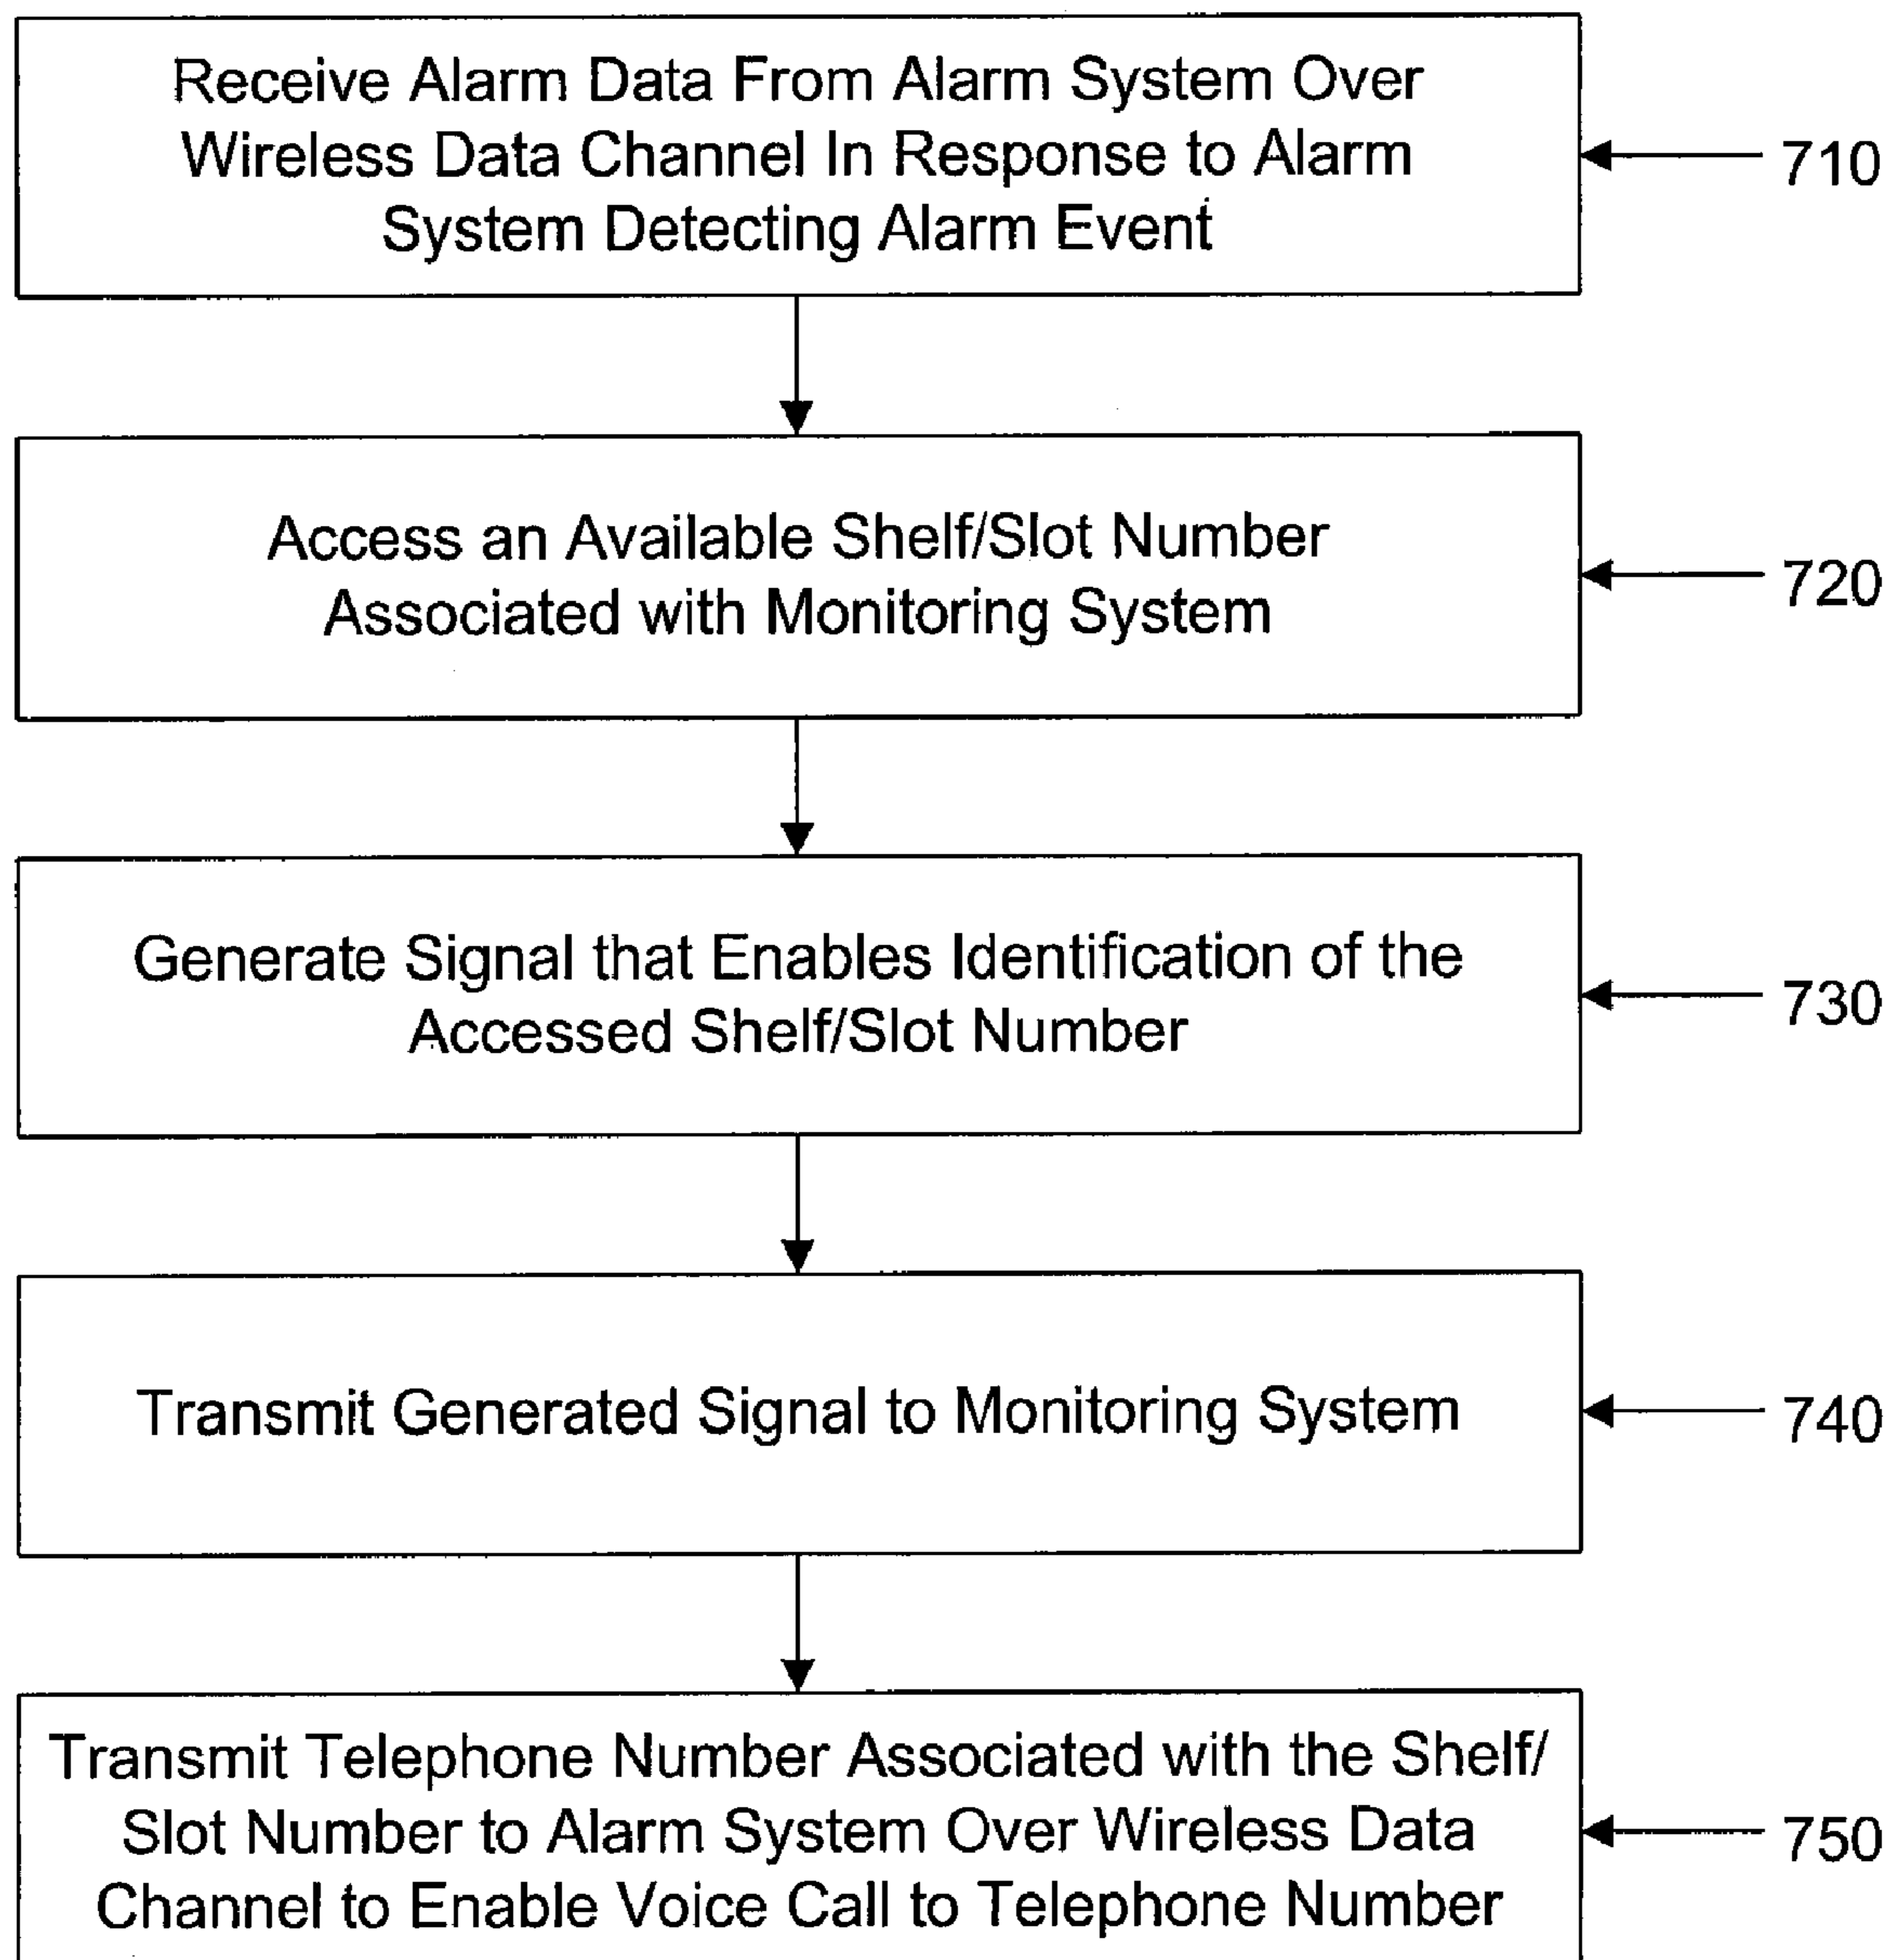 Receive Alarm Data From Alarm System Over
Wireless Data Channel In Response to Alarm
System Detecting Alarm Event
710
Access an Available Shelf/Slot Number
Associated with Monitoring System
720
Generate Signal that Enables Identification of the
Accessed Shelf/Slot Number
730
Transmit Generated Signal to Monitoring System
740
Transmit Telephone Number Associated with the Shelf/
Slot Number to Alarm System Over Wireless Data
Channel to Enable Voice Call to Telephone Number
750